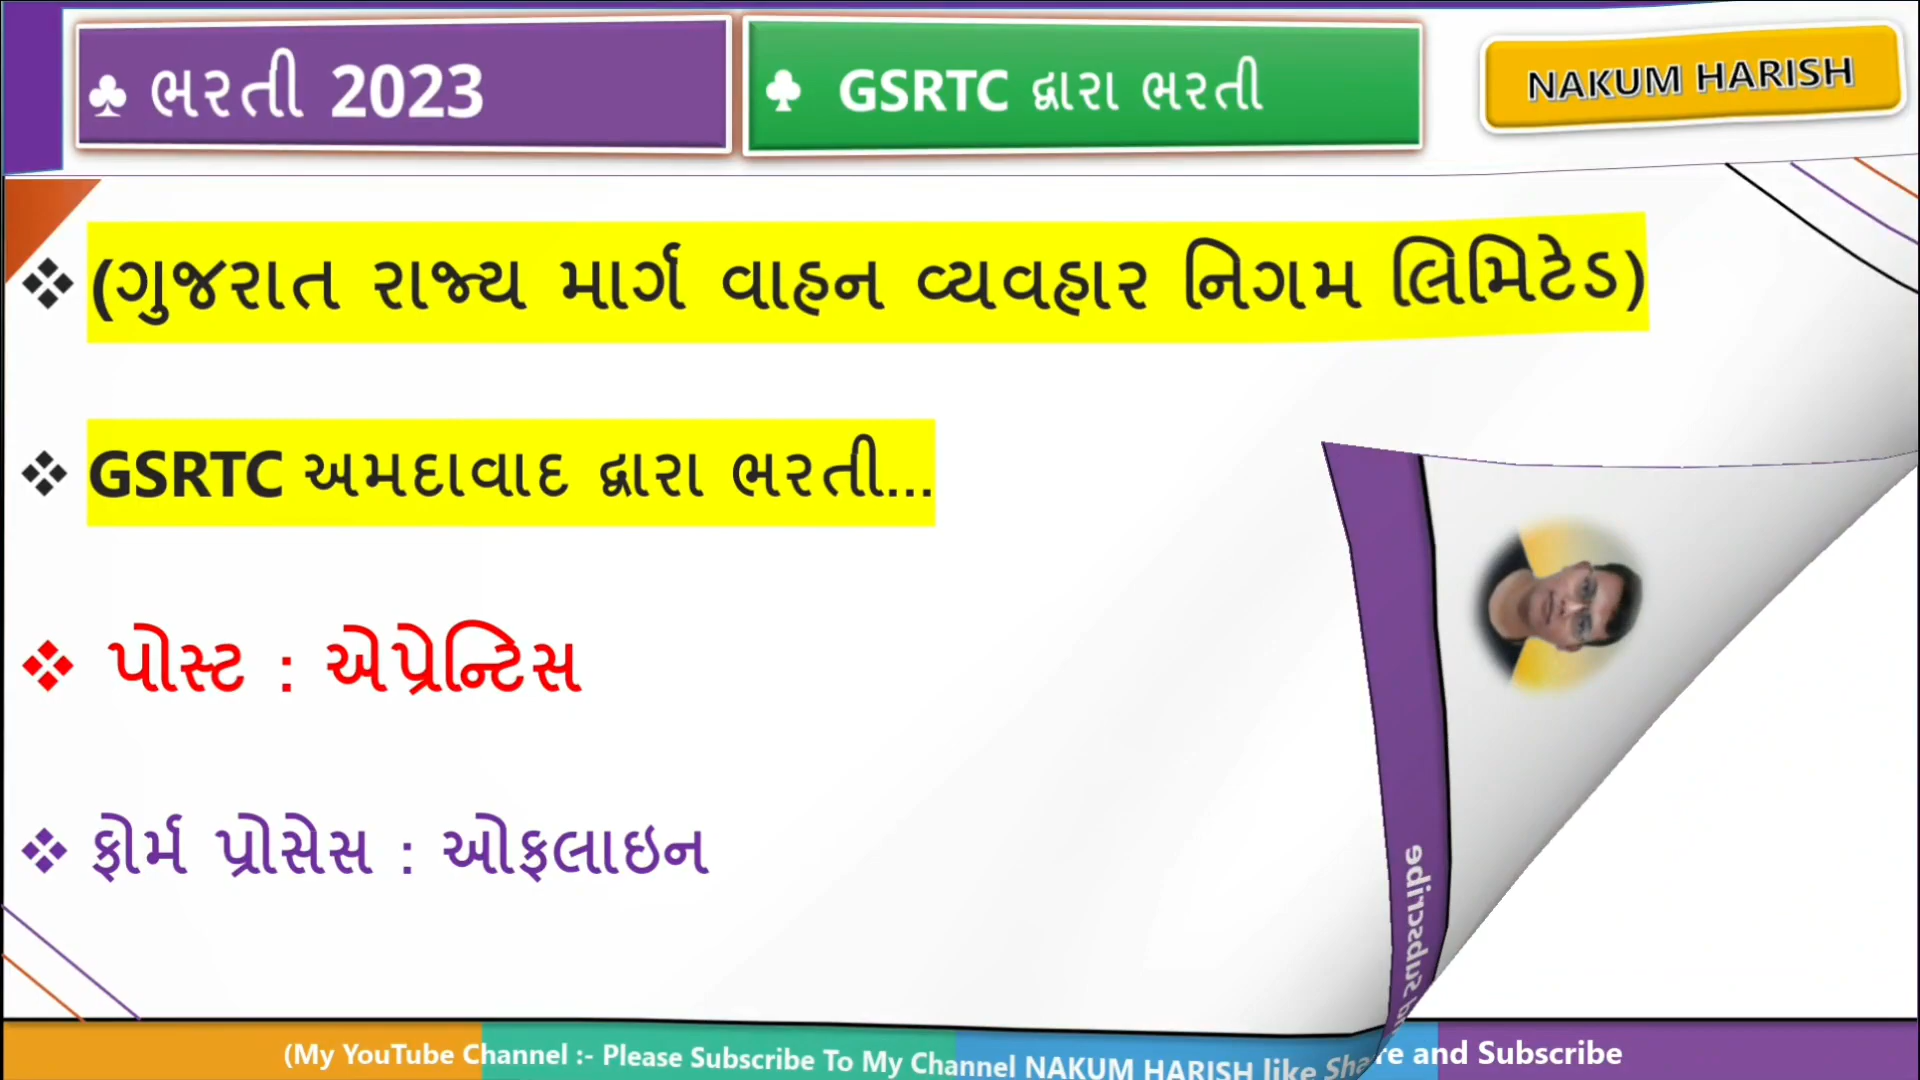 ♣ ભરતી 2023
♣ GSRTC દ્વારા ભરતી
NAKUM HARISH
❖ (ગુજરાત રાજ્ય માર્ગ વાહન વ્યવહાર નિગમ લિમિટેડ)
❖ GSRTC અમદાવાદ દ્વારા ભરતી...
❖ પોસ્ટ : એપ્રેન્ટિસ
❖ ફોર્મ પ્રોસેસ : ઓફલાઇન
Subscribe
(My YouTube Channel :- Please Subscribe To My Channel NAKUM HARISH like Share and Subscribe